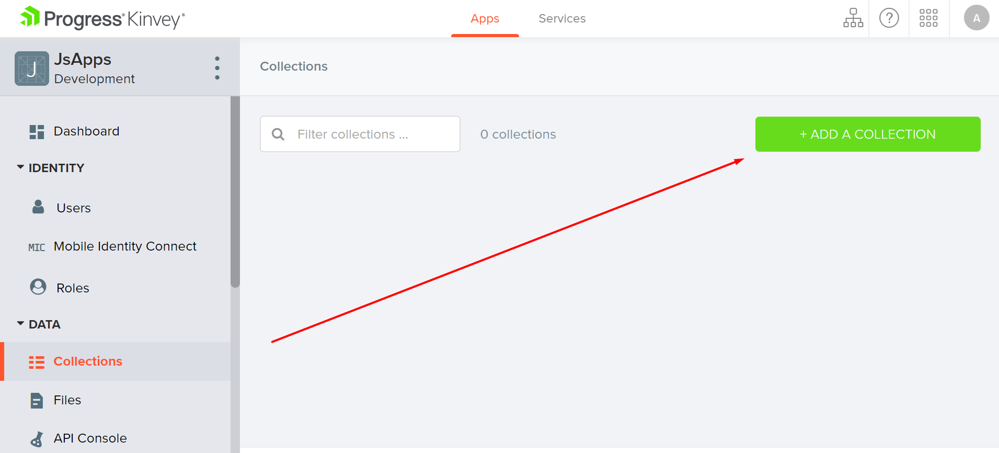 Progress® Kinvey®
Apps
Services
?
A
J
JsApps
Development
Collections
Dashboard
Filter collections ...
0 collections
+ ADD A COLLECTION
IDENTITY
Users
MIC Mobile Identity Connect
Roles
DATA
Collections
Files
API Console